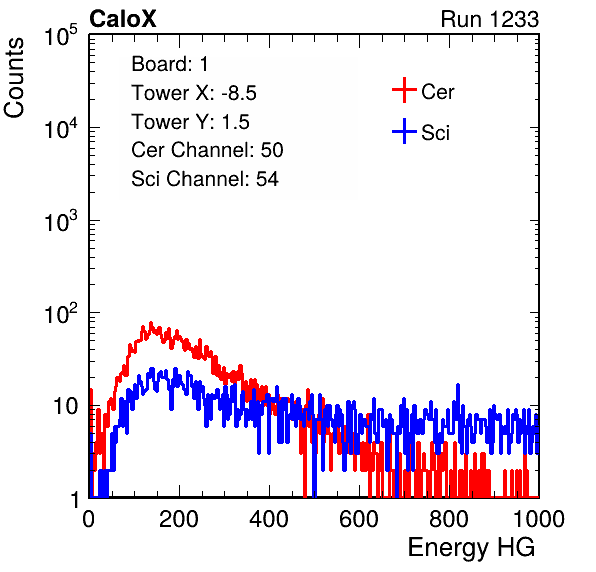 CaloX Run 1233
Counts
10^5
10^4
10^3
10^2
10
1
Board: 1
Tower X: -8.5
Tower Y: 1.5
Cer Channel: 50
Sci Channel: 54
Cer
Sci
0 200 400 600 800 1000
Energy HG